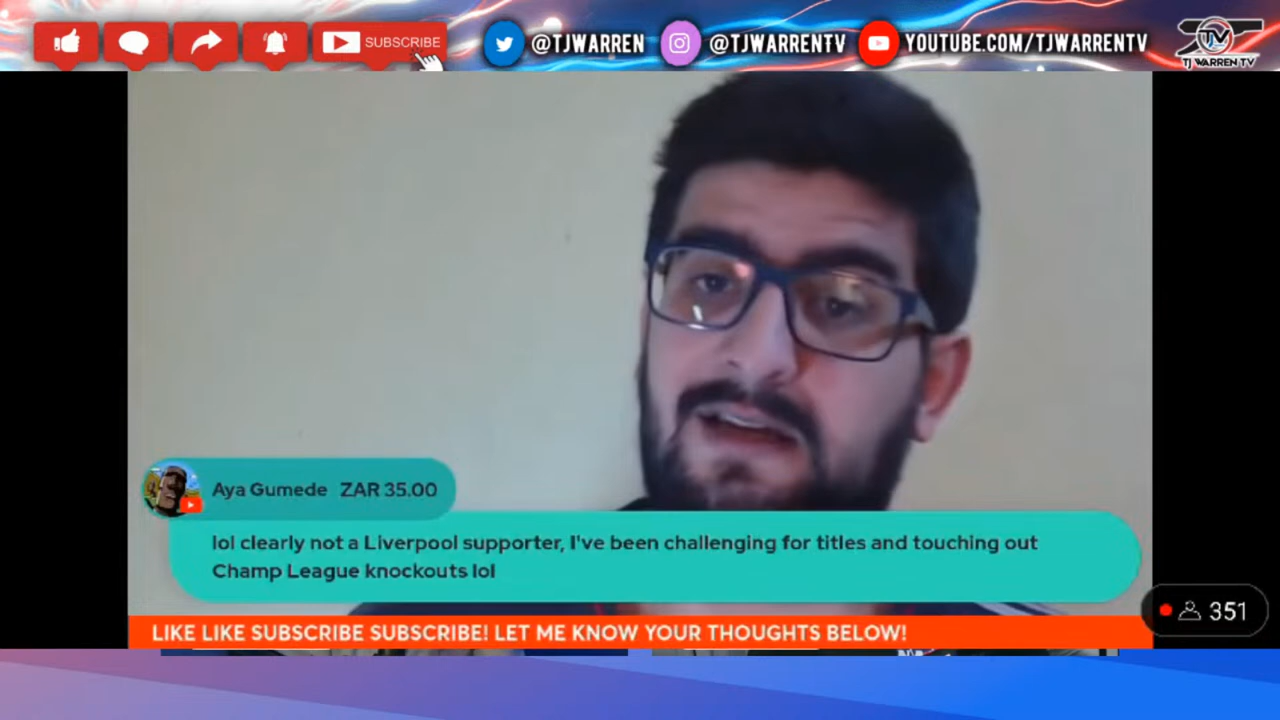 SUBSCRIBE
@TJWARREN
@TJWARRENTV
YOUTUBE.COM/TJWARRENTV
TV
TJ WARREN TV
Aya Gumede ZAR 35.00
lol clearly not a Liverpool supporter, I've been challenging for titles and touching out
Champ League knockouts lol
351
LIKE LIKE SUBSCRIBE SUBSCRIBE! LET ME KNOW YOUR THOUGHTS BELOW!